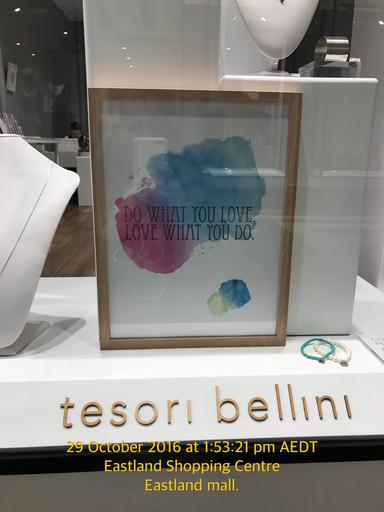 DO WHAT YOU LOVE,
LOVE WHAT YOU DO.
tesori bellini
29 October 2016 at 1:53:21 pm AEDT
Eastland Shopping Centre
Eastland mall.